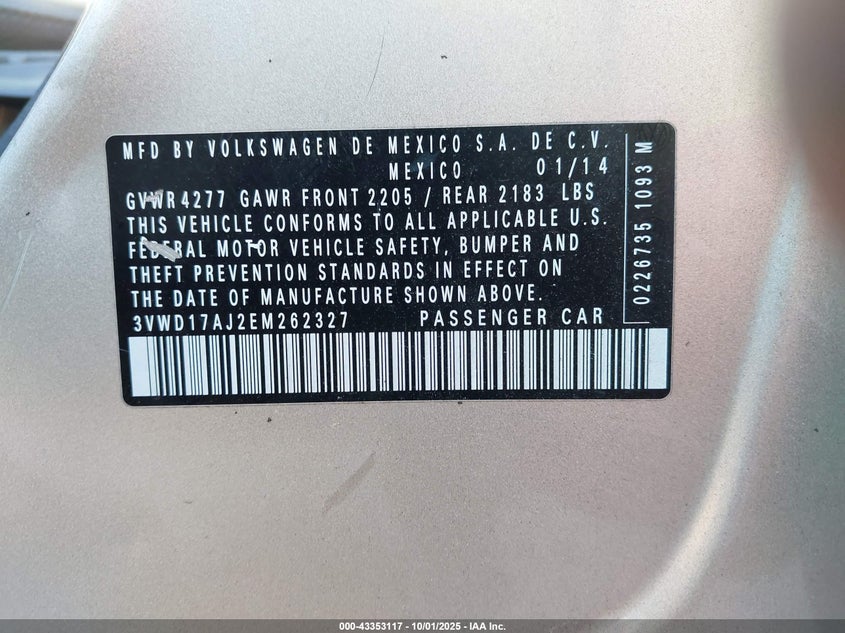 MFD BY VOLKSWAGEN DE MEXICO S.A. DE C.V.
MEXICO 01/14
GVWR4277 GAWR FRONT 2205 / REAR 2183 LBS
THIS VEHICLE CONFORMS TO ALL APPLICABLE U.S.
FEDERAL MOTOR VEHICLE SAFETY, BUMPER AND
THEFT PREVENTION STANDARDS IN EFFECT ON
THE DATE OF MANUFACTURE SHOWN ABOVE.
3VWD17AJ2EM262327 PASSENGER CAR
0226735 1093 M
000-43353117 - 10/01/2025 - IAA Inc.